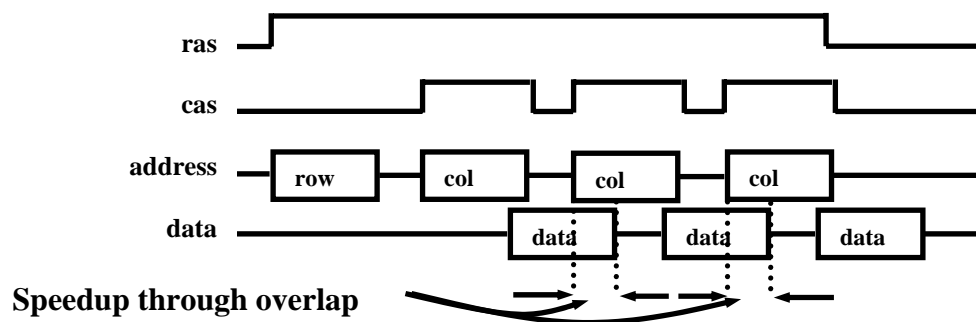 ras
cas
address row col col col
data data data data
Speedup through overlap